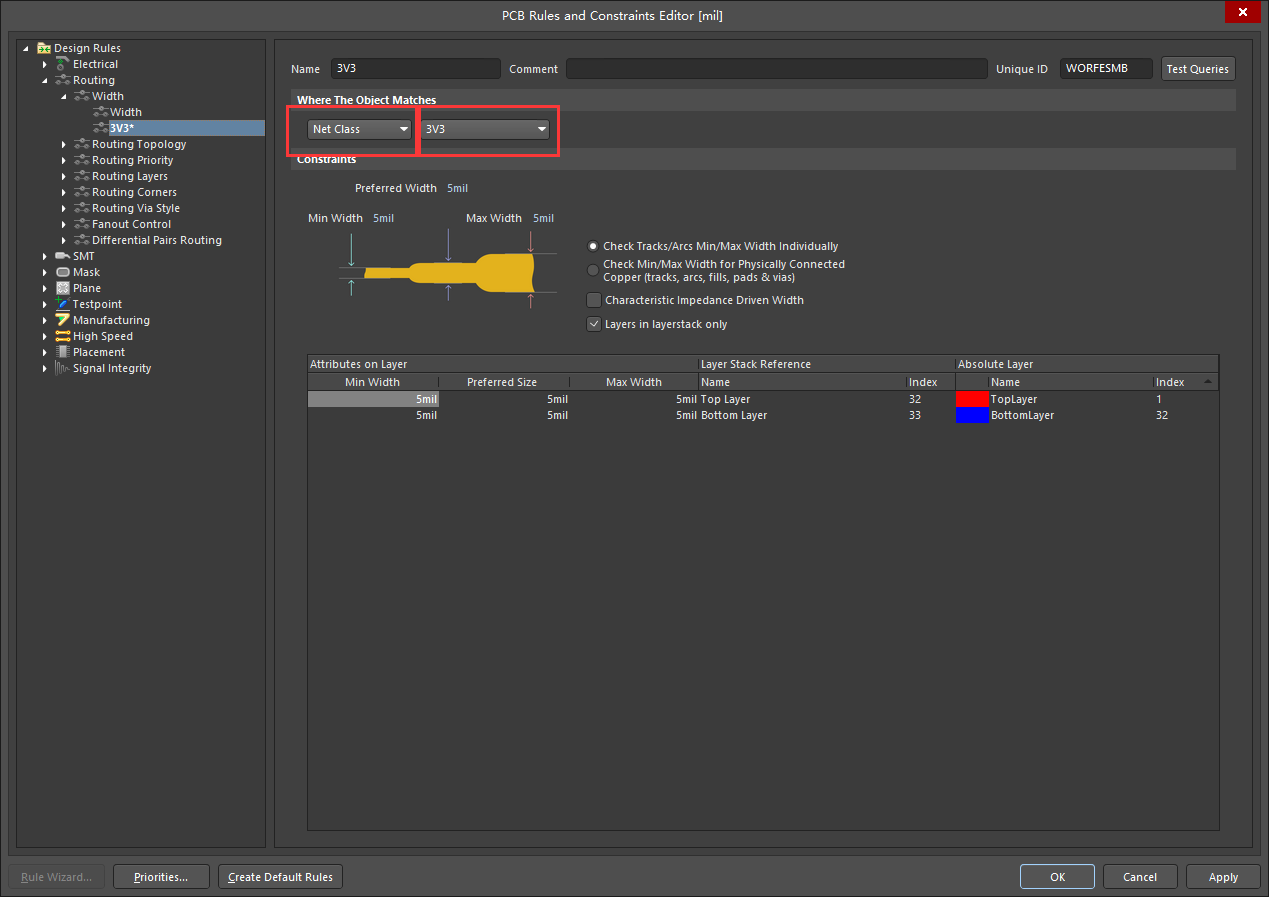 PCB Rules and Constraints Editor [mil]
Design Rules
Electrical
Routing
Width
Width
3V3*
Routing Topology
Routing Priority
Routing Layers
Routing Corners
Routing Via Style
Fanout Control
Differential Pairs Routing
SMT
Mask
Plane
Testpoint
Manufacturing
High Speed
Placement
Signal Integrity
Name 3V3 Comment Unique ID WORFESMB Test Queries
Where The Object Matches
Net Class 3V3
Constraints
Preferred Width 5mil
Min Width 5mil Max Width 5mil
Check Tracks/Arcs Min/Max Width Individually
Check Min/Max Width for Physically Connected
Copper (tracks, arcs, fills, pads & vias)
Characteristic Impedance Driven Width
Layers in layerstack only
Attributes on Layer Layer Stack Reference Absolute Layer
Min Width Preferred Size Max Width Name Index Name Index
5mil 5mil 5mil Top Layer 32 TopLayer 1
5mil 5mil 5mil Bottom Layer 33 BottomLayer 32
Rule Wizard... Priorities... Create Default Rules OK Cancel Apply